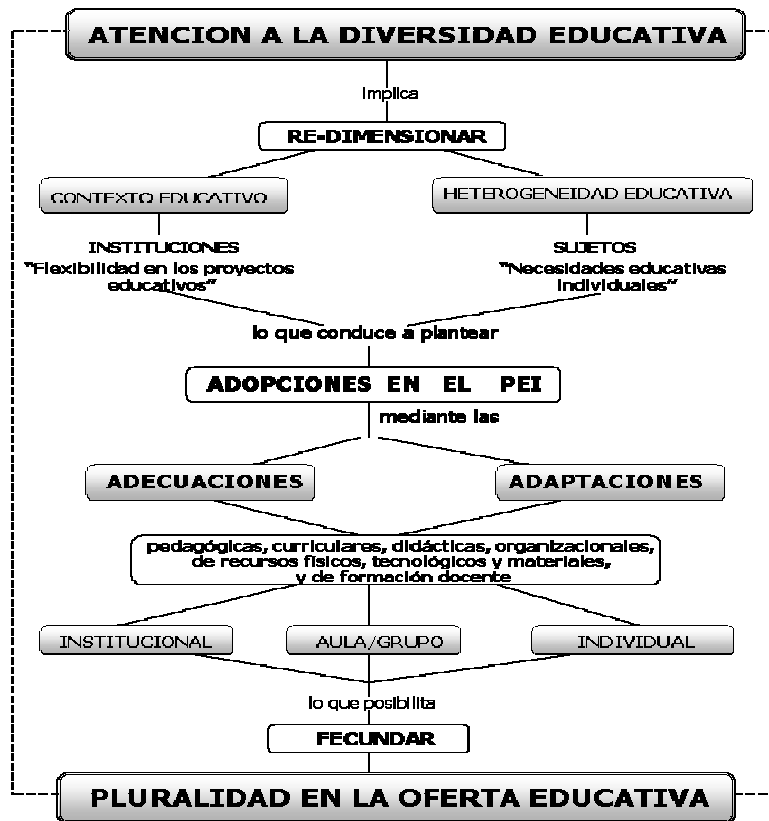 ATENCION A LA DIVERSIDAD EDUCATIVA
implica
RE-DIMENSIONAR
CONTEXTO EDUCATIVO
HETEROGENEIDAD EDUCATIVA
INSTITUCIONES
"Flexibilidad en los proyectos
educativos"
SUJETOS
"Necesidades educativas
individuales"
lo que conduce a plantear
ADOPCIONES EN EL PEI
mediante las
ADECUACIONES
ADAPTACIONES
pedagógicas, curriculares, didácticas, organizacionales,
de recursos físicos, tecnológicos y materiales,
y de formación docente
INSTITUCIONAL
AULA/GRUPO
INDIVIDUAL
lo que posibilita
FECUNDAR
PLURALIDAD EN LA OFERTA EDUCATIVA